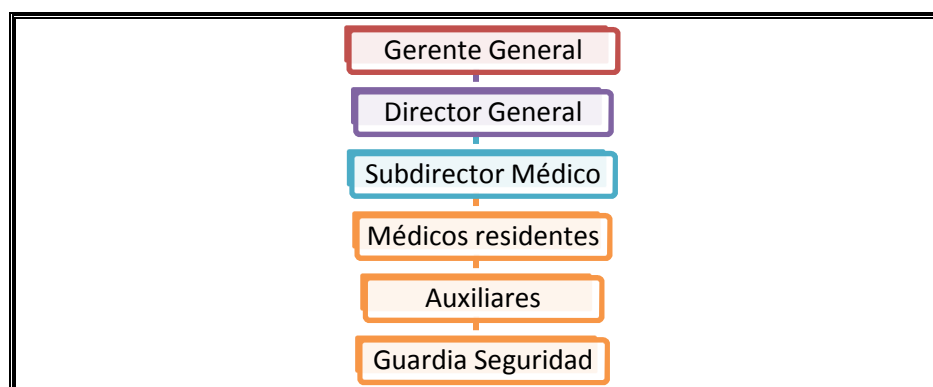 Gerente General
Director General
Subdirector Médico
Médicos residentes
Auxiliares
Guardia Seguridad